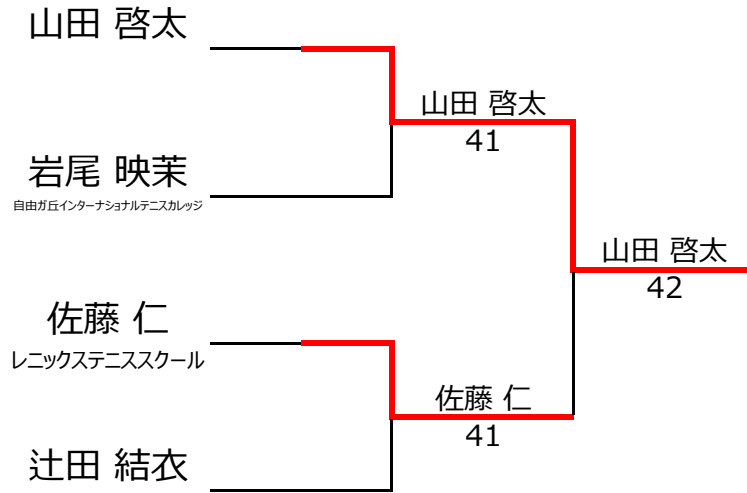 山田 啓太
岩尾 映茉
自由ガ丘インターナショナルテニスカレッジ
佐藤 仁
レニックステニススクール
辻田 結衣
山田 啓太
41
佐藤 仁
41
山田 啓太
42